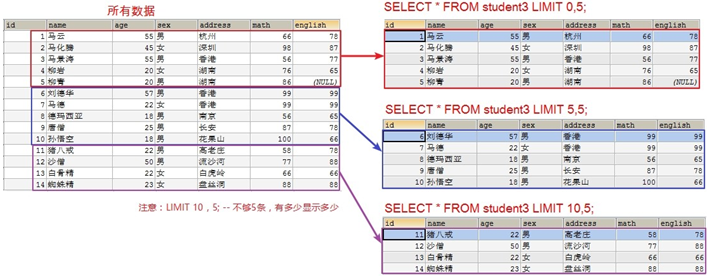 所有数据
id name age sex address math english
1 马云 55 男 杭州 66 78
2 马化腾 45 女 深圳 98 87
3 马景涛 55 男 香港 56 77
4 柳岩 20 女 湖南 76 65
5 柳青 20 男 湖南 86 (NULL)
6 刘德华 57 男 香港 99 99
7 马德 22 女 香港 99 99
8 德玛西亚 18 男 南京 56 65
9 唐僧 25 男 长安 87 78
10 孙悟空 18 男 花果山 100 66
11 猪八戒 22 男 高老庄 58 78
12 沙僧 50 男 流沙河 77 88
13 白骨精 22 女 白虎岭 66 66
14 蜘蛛精 23 女 盘丝洞 88 88
注意：LIMIT 10，5; -- 不够5条，有多少显示多少
SELECT * FROM student3 LIMIT 0,5;
id name age sex address math english
1 马云 55 男 杭州 66 78
2 马化腾 45 女 深圳 98 87
3 马景涛 55 男 香港 56 77
4 柳岩 20 女 湖南 76 65
5 柳青 20 男 湖南 86 (NULL)
SELECT * FROM student3 LIMIT 5,5;
id name age sex address math english
6 刘德华 57 男 香港 99 99
7 马德 22 女 香港 99 99
8 德玛西亚 18 男 南京 56 65
9 唐僧 25 男 长安 87 78
10 孙悟空 18 男 花果山 100 66
SELECT * FROM student3 LIMIT 10,5;
id name age sex address math english
11 猪八戒 22 男 高老庄 58 78
12 沙僧 50 男 流沙河 77 88
13 白骨精 22 女 白虎岭 66 66
14 蜘蛛精 23 女 盘丝洞 88 88